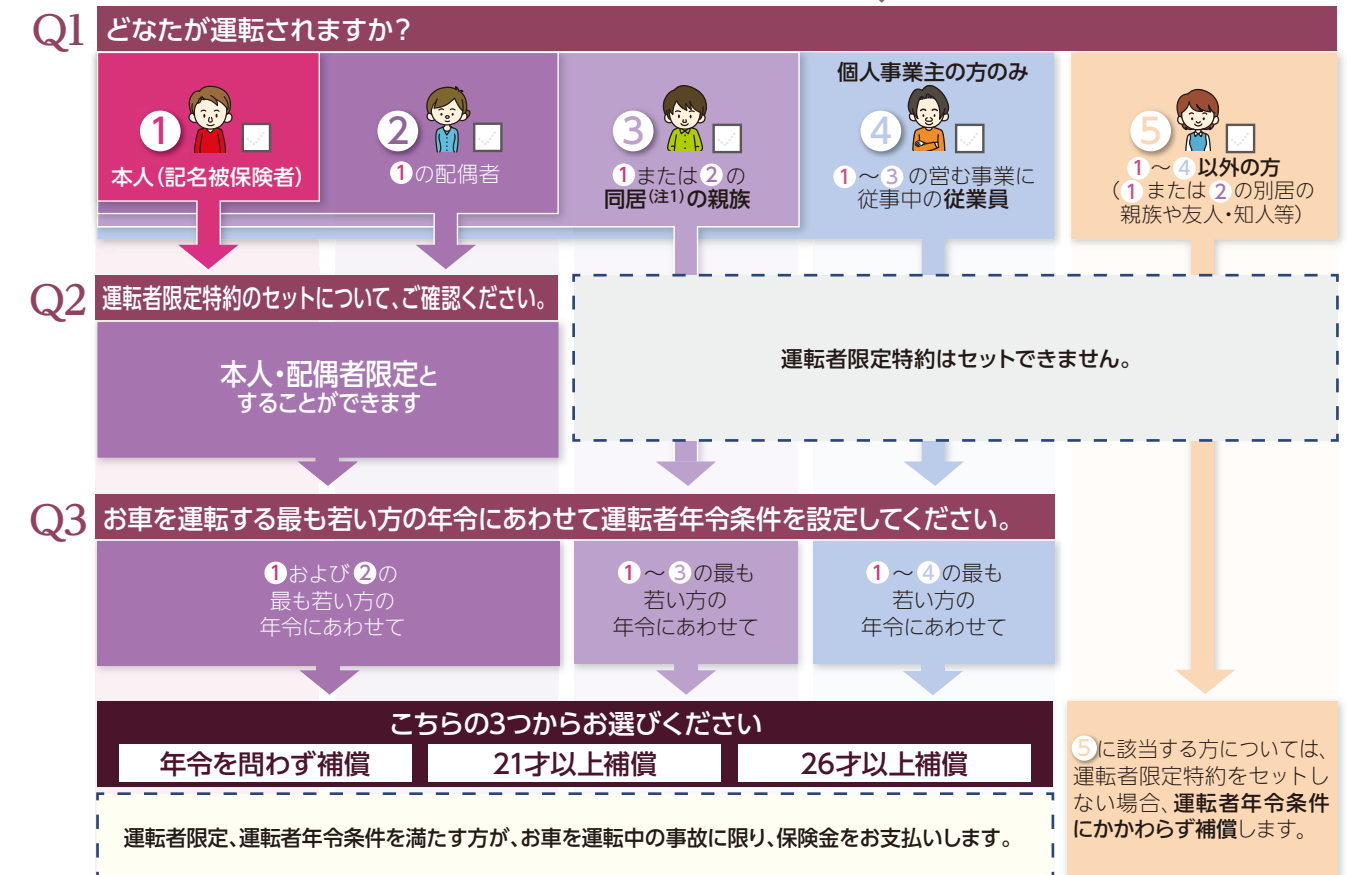 Q1 どなたが運転されますか?
1
本人(記名被保険者)
2
1の配偶者
3
1または2の
同居(注1)の親族
個人事業主の方のみ
4
1～3の営む事業に
従事中の従業員
5
1～4以外の方
(1または2の別居の
親族や友人・知人等)
Q2 運転者限定特約のセットについて、ご確認ください。
本人・配偶者限定と
することができます
運転者限定特約はセットできません。
Q3 お車を運転する最も若い方の年令にあわせて運転者年令条件を設定してください。
1および2の
最も若い方の
年令にあわせて
1～3の最も
若い方の
年令にあわせて
1～4の最も
若い方の
年令にあわせて
こちらの3つからお選びください
年令を問わず補償
21才以上補償
26才以上補償
運転者限定、運転者年令条件を満たす方が、お車を運転中の事故に限り、保険金をお支払いします。
5に該当する方については、
運転者限定特約をセットし
ない場合、運転者年令条件
にかかわらず補償します。